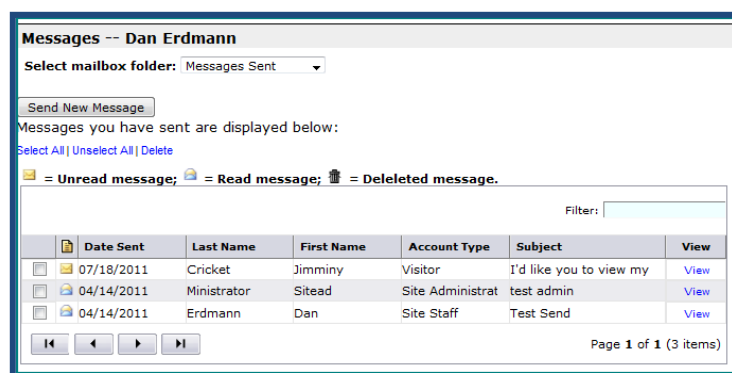 Messages -- Dan Erdmann
Select mailbox folder: Messages Sent
Send New Message
Messages you have sent are displayed below:
Select All | Unselect All | Delete
= Unread message; = Read message; = Deleleted message.
Filter:
Date Sent Last Name First Name Account Type Subject View
07/18/2011 Cricket Jimminy Visitor I'd like you to view my View
04/14/2011 Ministrator Sitead Site Administrat test admin View
04/14/2011 Erdmann Dan Site Staff Test Send View
Page 1 of 1 (3 items)